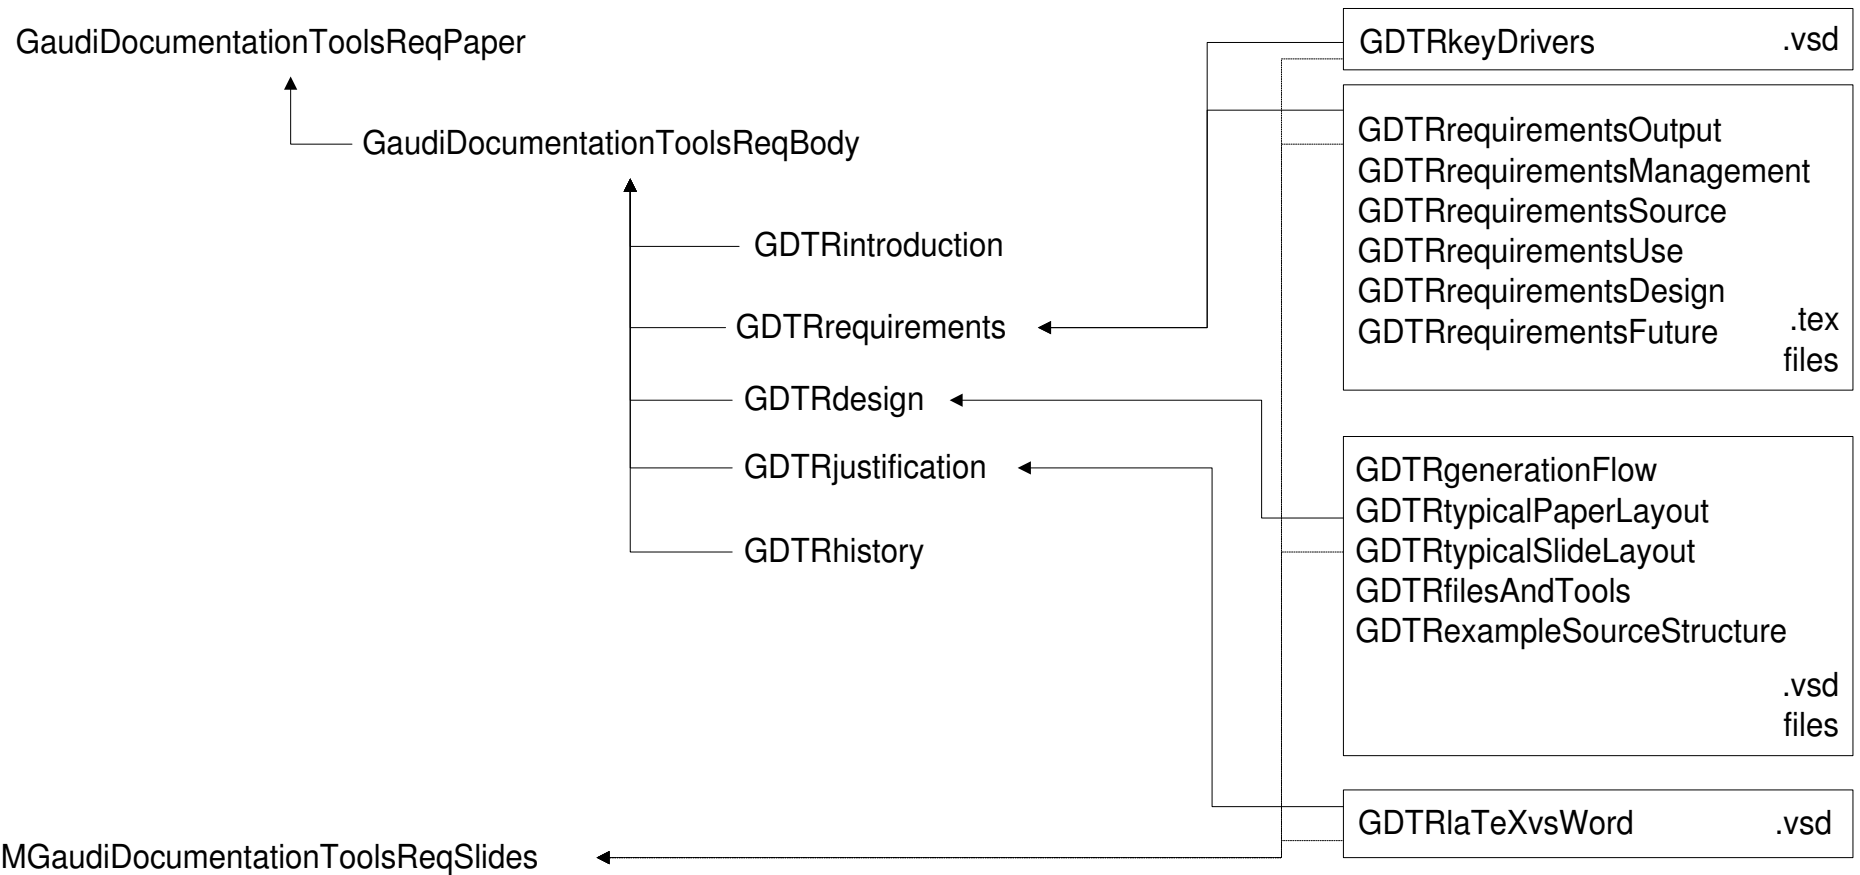 GaudiDocumentationToolsReqPaper
GaudiDocumentationToolsReqBody
GDTRintroduction
GDTRrequirements
GDTRdesign
GDTRjustification
GDTRhistory
MGaudiDocumentationToolsReqSlides
GDTRkeyDrivers .vsd
GDTRrequirementsOutput
GDTRrequirementsManagement
GDTRrequirementsSource
GDTRrequirementsUse
GDTRrequirementsDesign
GDTRrequirementsFuture
.tex
files
GDTRgenerationFlow
GDTRtypicalPaperLayout
GDTRtypicalSlideLayout
GDTRfilesAndTools
GDTRexampleSourceStructure
.vsd
files
GDTRlaTeXvsWord .vsd